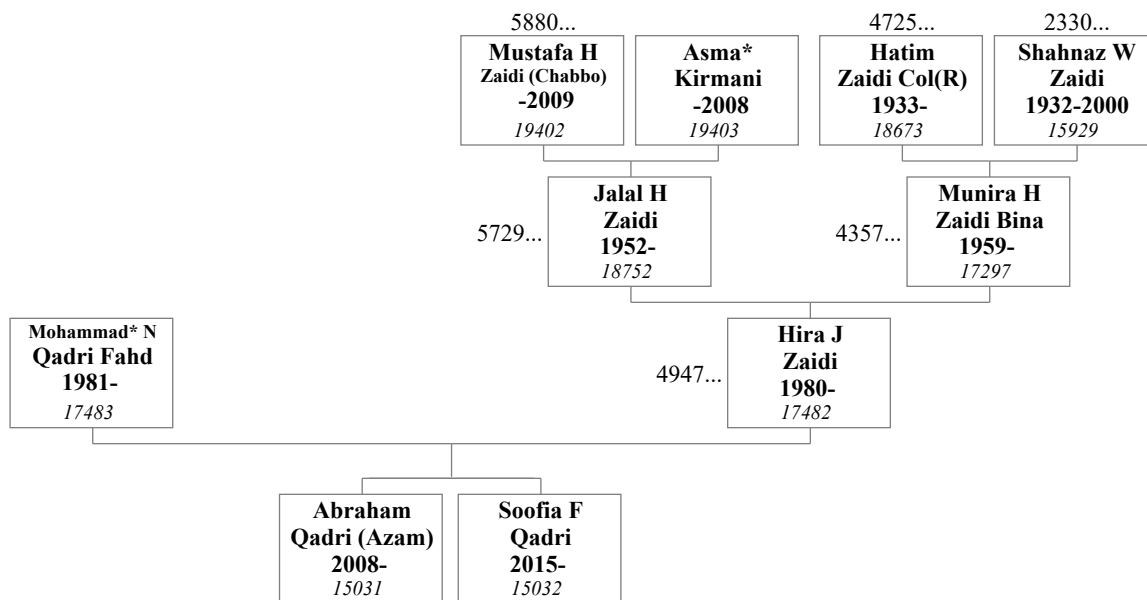 5880...
4725...
2330...
Mustafa H
Zaidi (Chabbo)
-2009
19402
Asma*
Kirmani
-2008
19403
Hatim
Zaidi Col(R)
1933-
18673
Shahnaz W
Zaidi
1932-2000
15929
5729...
Jalal H
Zaidi
1952-
18752
4357...
Munira H
Zaidi Bina
1959-
17297
Mohammad* N
Qadri Fahd
1981-
17483
4947...
Hira J
Zaidi
1980-
17482
Abraham
Qadri (Azam)
2008-
15031
Soofia F
Qadri
2015-
15032